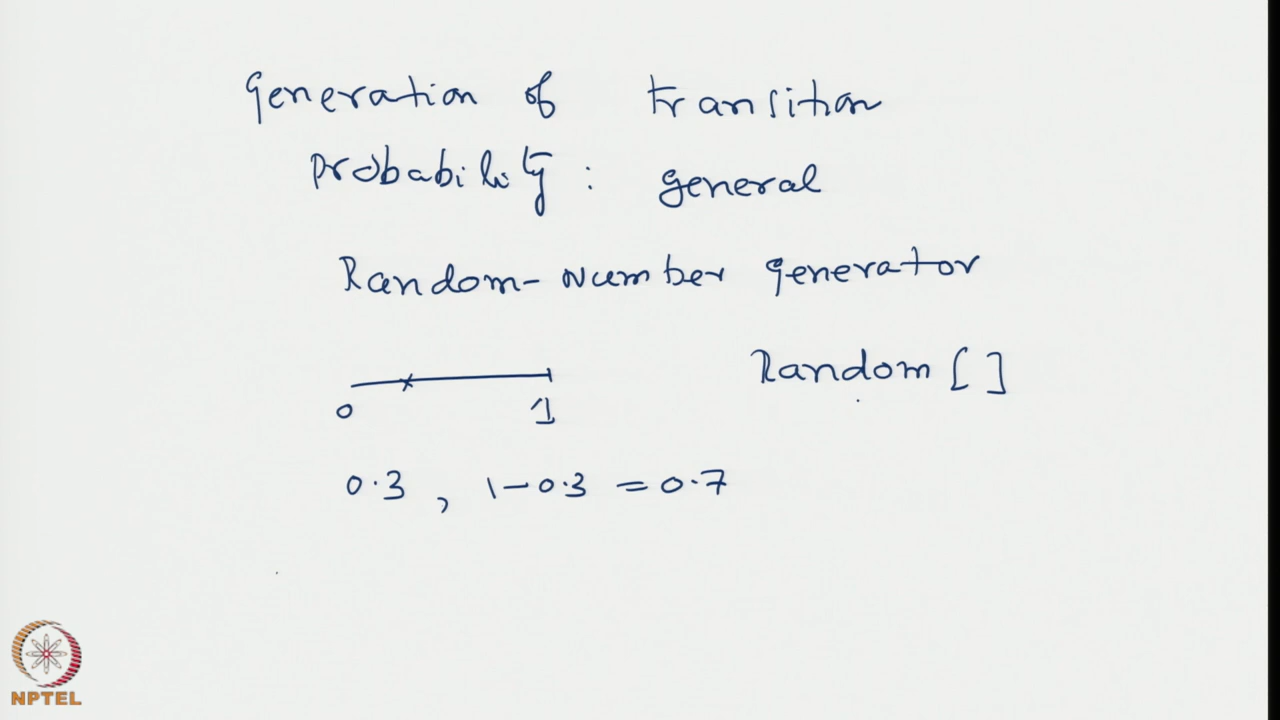 Generation of transition
Probability : general
Random-number generator
0 1
Random [ ]
0.3 , 1-0.3 = 0.7
NPTEL